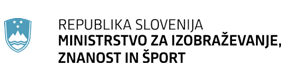 REPUBLIKA SLOVENIJA
MINISTRSTVO ZA IZOBRAŽEVANJE,
ZNANOST IN ŠPORT